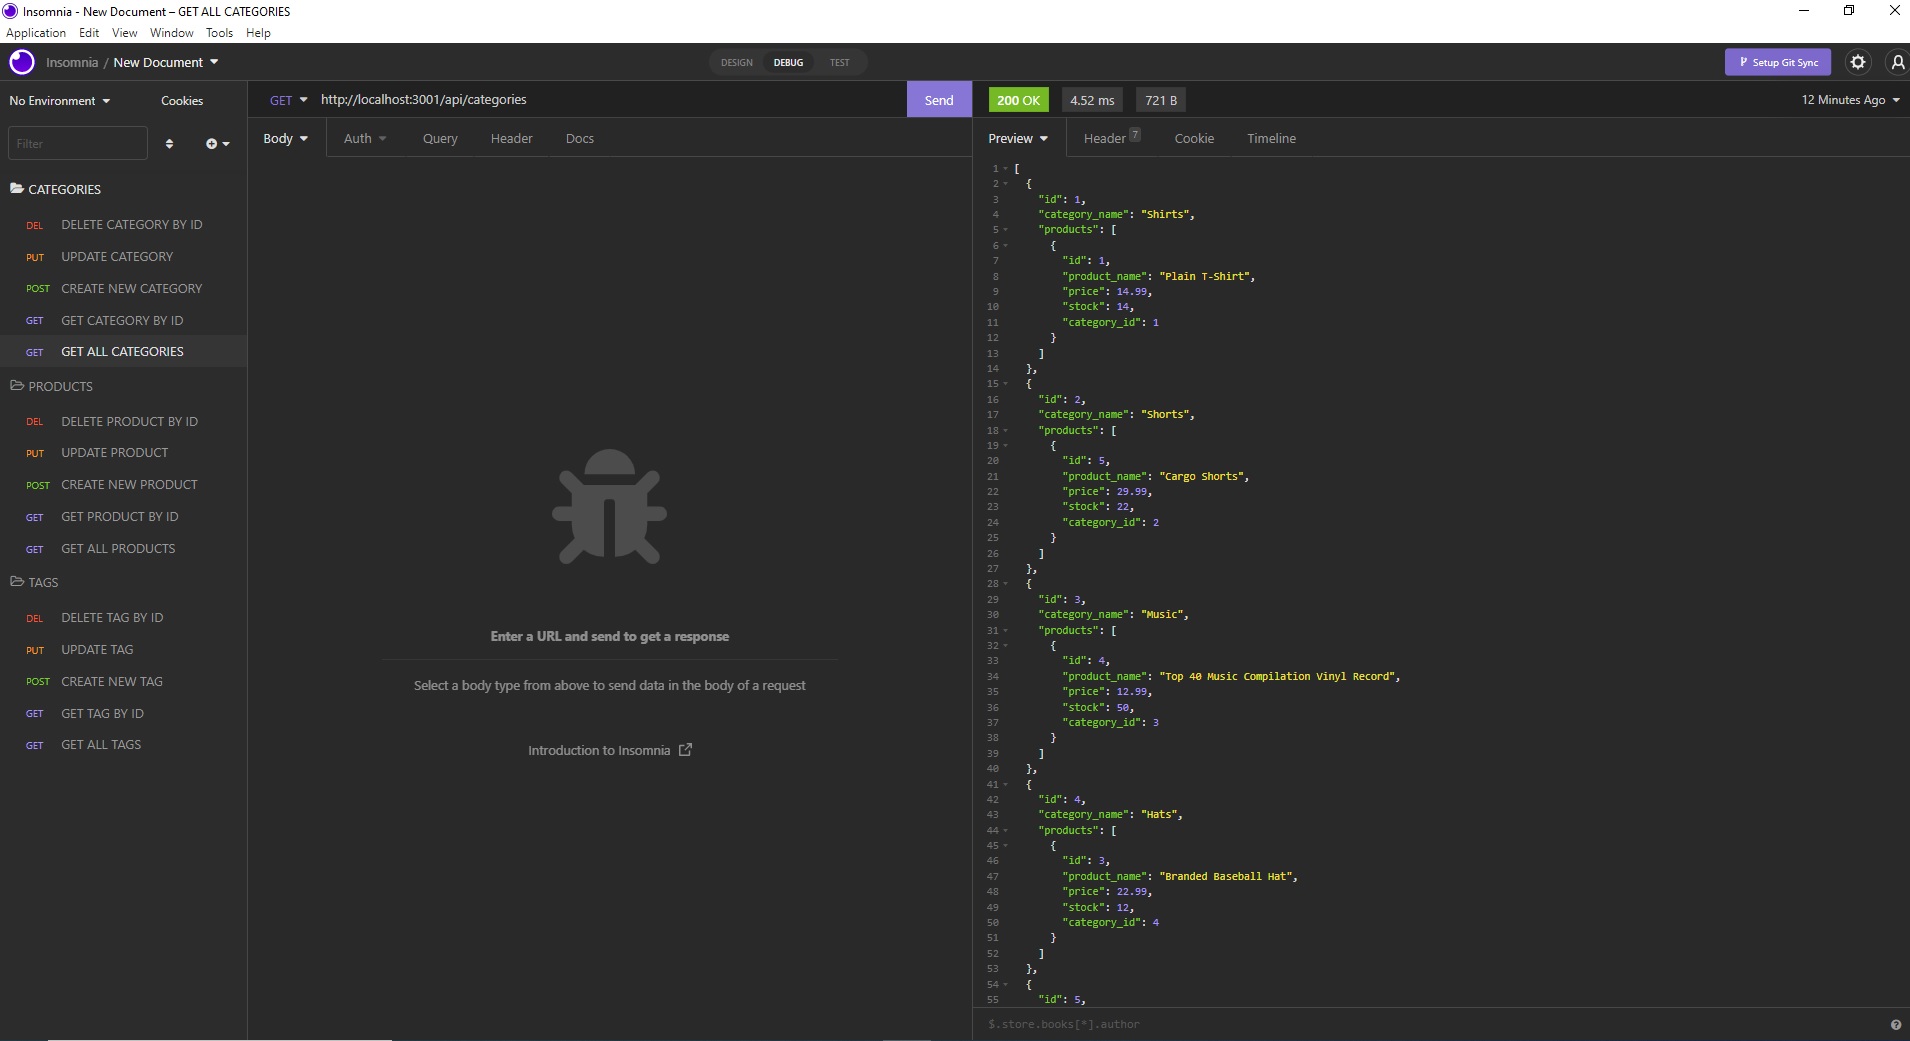 Insomnia - New Document – GET ALL CATEGORIES
Application Edit View Window Tools Help
Insomnia / New Document
DESIGN DEBUG TEST
Setup Git Sync
No Environment Cookies
Filter
CATEGORIES
DEL DELETE CATEGORY BY ID
PUT UPDATE CATEGORY
POST CREATE NEW CATEGORY
GET GET CATEGORY BY ID
GET GET ALL CATEGORIES
PRODUCTS
DEL DELETE PRODUCT BY ID
PUT UPDATE PRODUCT
POST CREATE NEW PRODUCT
GET GET PRODUCT BY ID
GET GET ALL PRODUCTS
TAGS
DEL DELETE TAG BY ID
PUT UPDATE TAG
POST CREATE NEW TAG
GET GET TAG BY ID
GET GET ALL TAGS
GET http://localhost:3001/api/categories Send
Body Auth Query Header Docs
Enter a URL and send to get a response
Select a body type from above to send data in the body of a request
Introduction to Insomnia
200 OK 4.52 ms 721 B 12 Minutes Ago
Preview Header 7 Cookie Timeline
1 [
2 {
3 "id": 1,
4 "category_name": "Shirts",
5 "products": [
6 {
7 "id": 1,
8 "product_name": "Plain T-Shirt",
9 "price": 14.99,
10 "stock": 14,
11 "category_id": 1
12 }
13 ]
14 },
15 {
16 "id": 2,
17 "category_name": "Shorts",
18 "products": [
19 {
20 "id": 5,
21 "product_name": "Cargo Shorts",
22 "price": 29.99,
23 "stock": 22,
24 "category_id": 2
25 }
26 ]
27 },
28 {
29 "id": 3,
30 "category_name": "Music",
31 "products": [
32 {
33 "id": 4,
34 "product_name": "Top 40 Music Compilation Vinyl Record",
35 "price": 12.99,
36 "stock": 50,
37 "category_id": 3
38 }
39 ]
40 },
41 {
42 "id": 4,
43 "category_name": "Hats",
44 "products": [
45 {
46 "id": 3,
47 "product_name": "Branded Baseball Hat",
48 "price": 22.99,
49 "stock": 12,
50 "category_id": 4
51 }
52 ]
53 },
54 {
55 "id": 5,
$.store.books[*].author